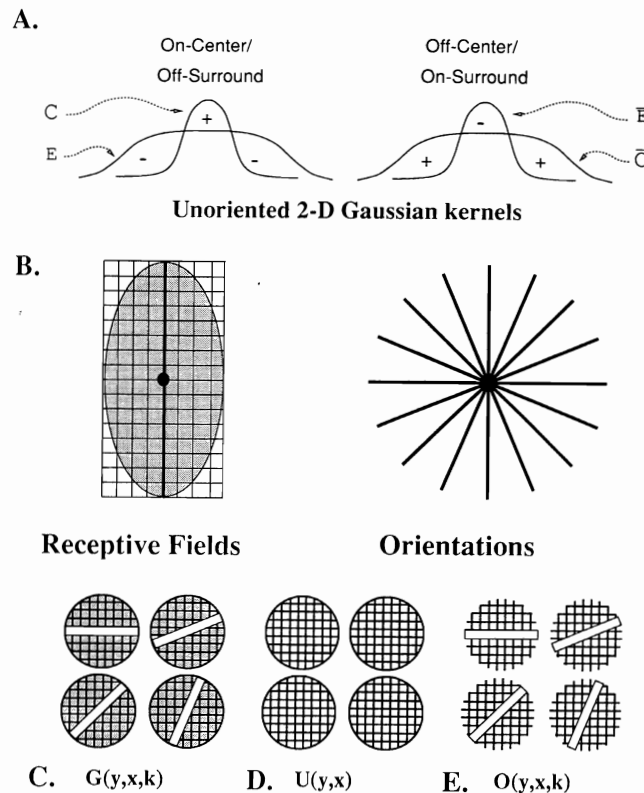 A.
On-Center/
Off-Surround
Off-Center/
On-Surround
C
+
E
-
-
E̅
-
C̅
+
+
Unoriented 2-D Gaussian kernels
B.
Receptive Fields
Orientations
C. G(y,x,k)
D. U(y,x)
E. O(y,x,k)